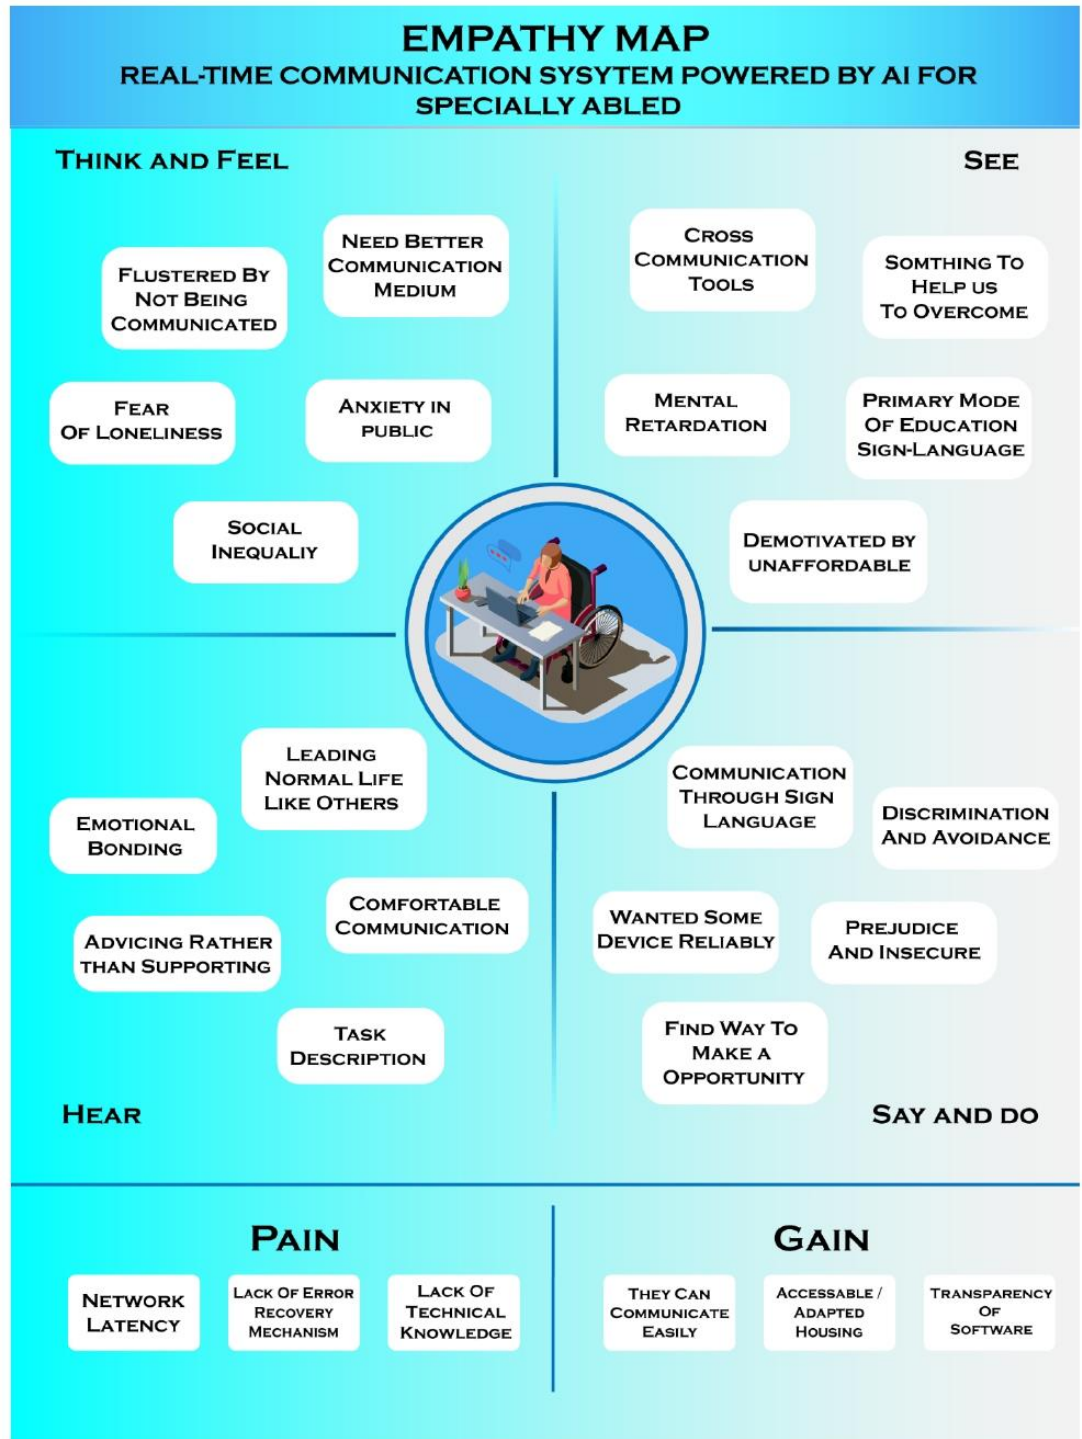 EMPATHY MAP
REAL-TIME COMMUNICATION SYSYTEM POWERED BY AI FOR
SPECIALLY ABLED
THINK AND FEEL
NEED BETTER
COMMUNICATION
MEDIUM
FLUSTERED BY
NOT BEING
COMMUNICATED
FEAR
OF LONELINESS
ANXIETY IN
PUBLIC
SOCIAL
INEQUALIY
SEE
CROSS
COMMUNICATION
TOOLS
SOMTHING TO
HELP US
TO OVERCOME
MENTAL
RETARDATION
PRIMARY MODE
OF EDUCATION
SIGN-LANGUAGE
DEMOTIVATED BY
UNAFFORDABLE
LEADING
NORMAL LIFE
LIKE OTHERS
EMOTIONAL
BONDING
COMFORTABLE
COMMUNICATION
ADVICING RATHER
THAN SUPPORTING
TASK
DESCRIPTION
HEAR
COMMUNICATION
THROUGH SIGN
LANGUAGE
DISCRIMINATION
AND AVOIDANCE
WANTED SOME
DEVICE RELIABLY
PREJUDICE
AND INSECURE
FIND WAY TO
MAKE A
OPPORTUNITY
SAY AND DO
PAIN
NETWORK
LATENCY
LACK OF ERROR
RECOVERY
MECHANISM
LACK OF
TECHNICAL
KNOWLEDGE
GAIN
THEY CAN
COMMUNICATE
EASILY
ACCESSABLE /
ADAPTED
HOUSING
TRANSPARENCY
OF
SOFTWARE